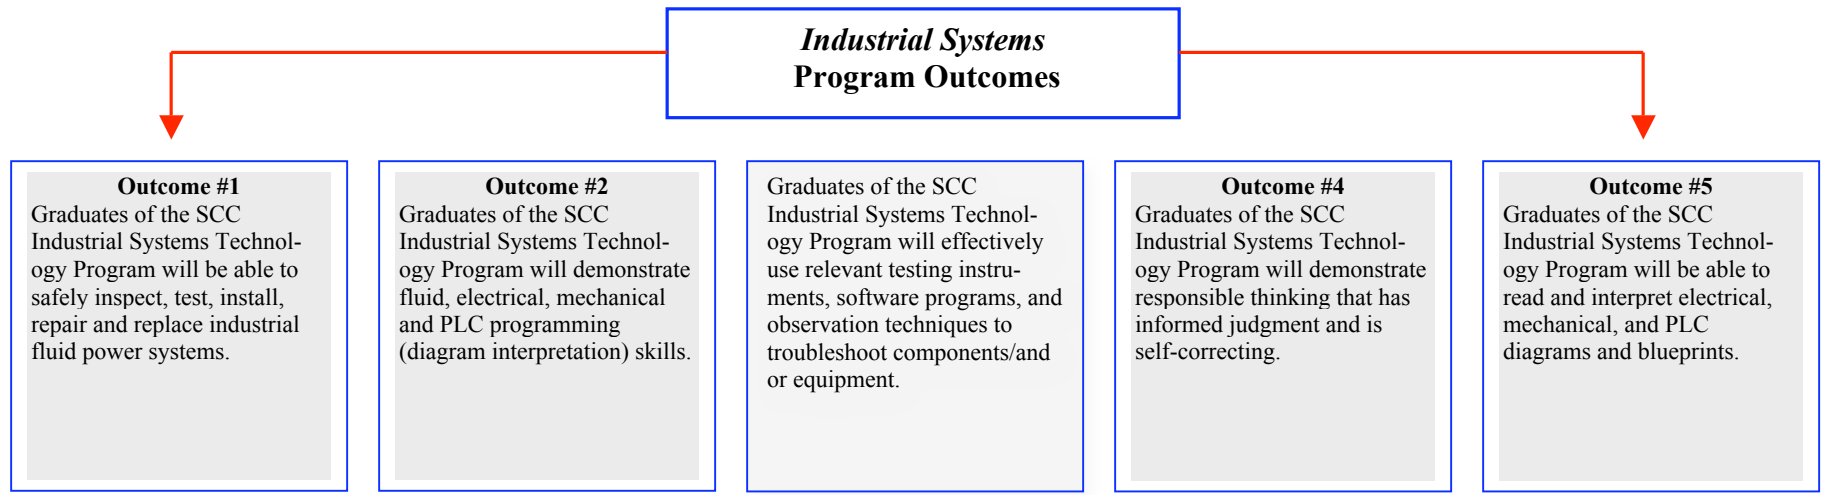 Industrial Systems
Program Outcomes
Outcome #1
Graduates of the SCC
Industrial Systems Technol-
ogy Program will be able to
safely inspect, test, install,
repair and replace industrial
fluid power systems.
Outcome #2
Graduates of the SCC
Industrial Systems Technol-
ogy Program will demonstrate
fluid, electrical, mechanical
and PLC programming
(diagram interpretation) skills.
Graduates of the SCC
Industrial Systems Technol-
ogy Program will effectively
use relevant testing instru-
ments, software programs, and
observation techniques to
troubleshoot components/and
or equipment.
Outcome #4
Graduates of the SCC
Industrial Systems Technol-
ogy Program will demonstrate
responsible thinking that has
informed judgment and is
self-correcting.
Outcome #5
Graduates of the SCC
Industrial Systems Technol-
ogy Program will be able to
read and interpret electrical,
mechanical, and PLC
diagrams and blueprints.